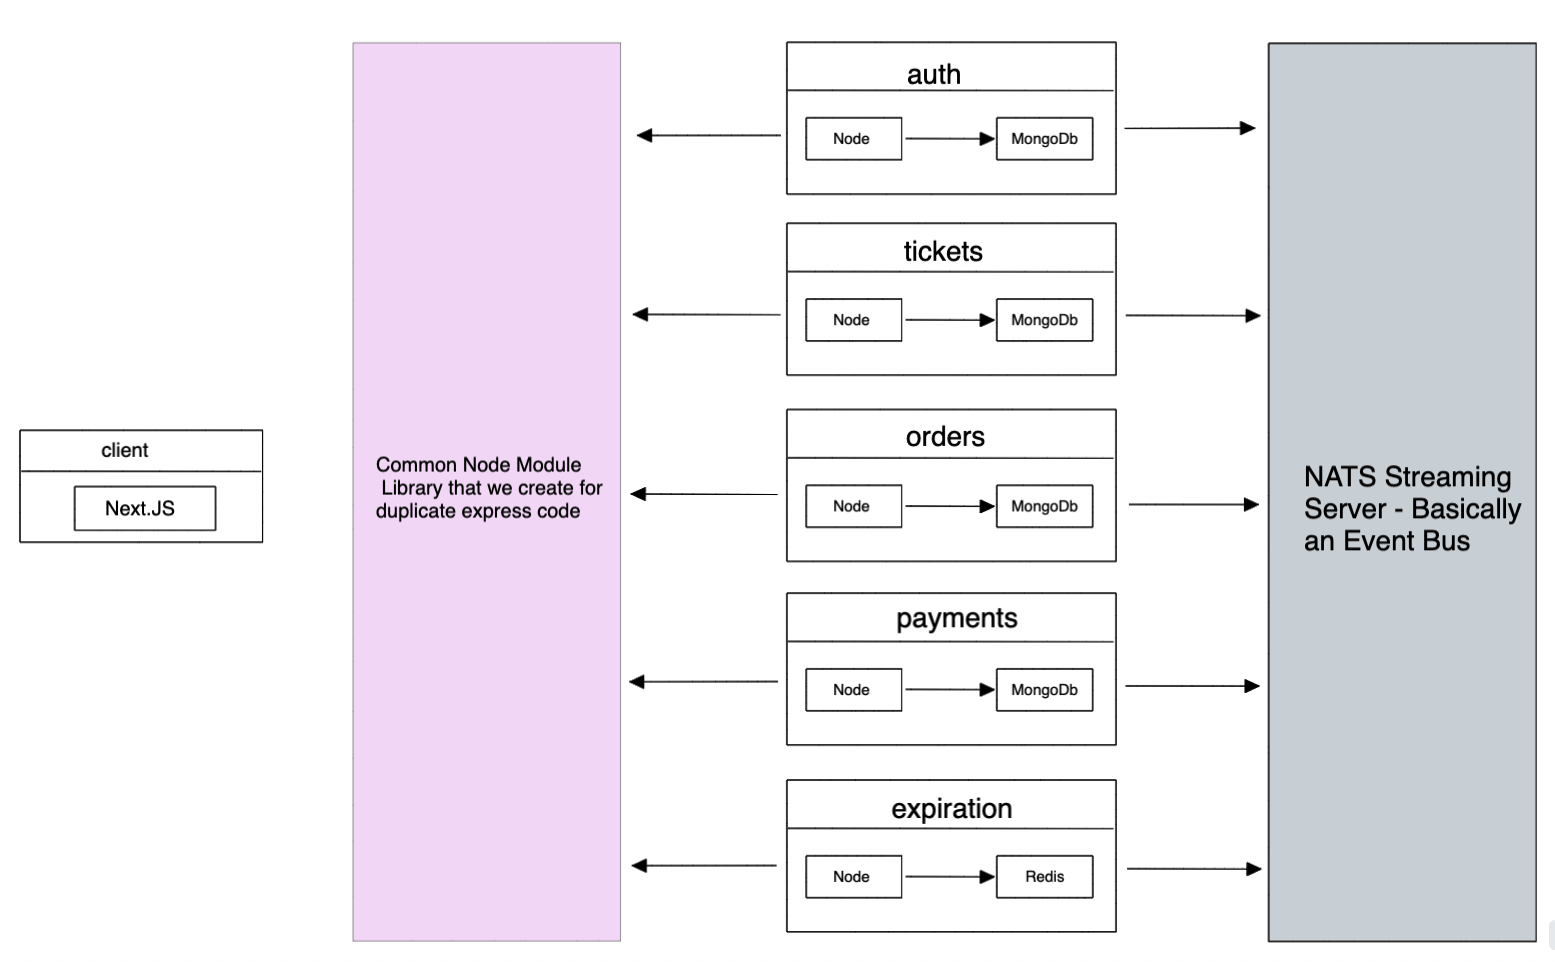 client
Next.JS
Common Node Module
Library that we create for
duplicate express code
auth
Node
MongoDb
tickets
Node
MongoDb
orders
Node
MongoDb
payments
Node
MongoDb
expiration
Node
Redis
NATS Streaming
Server - Basically
an Event Bus